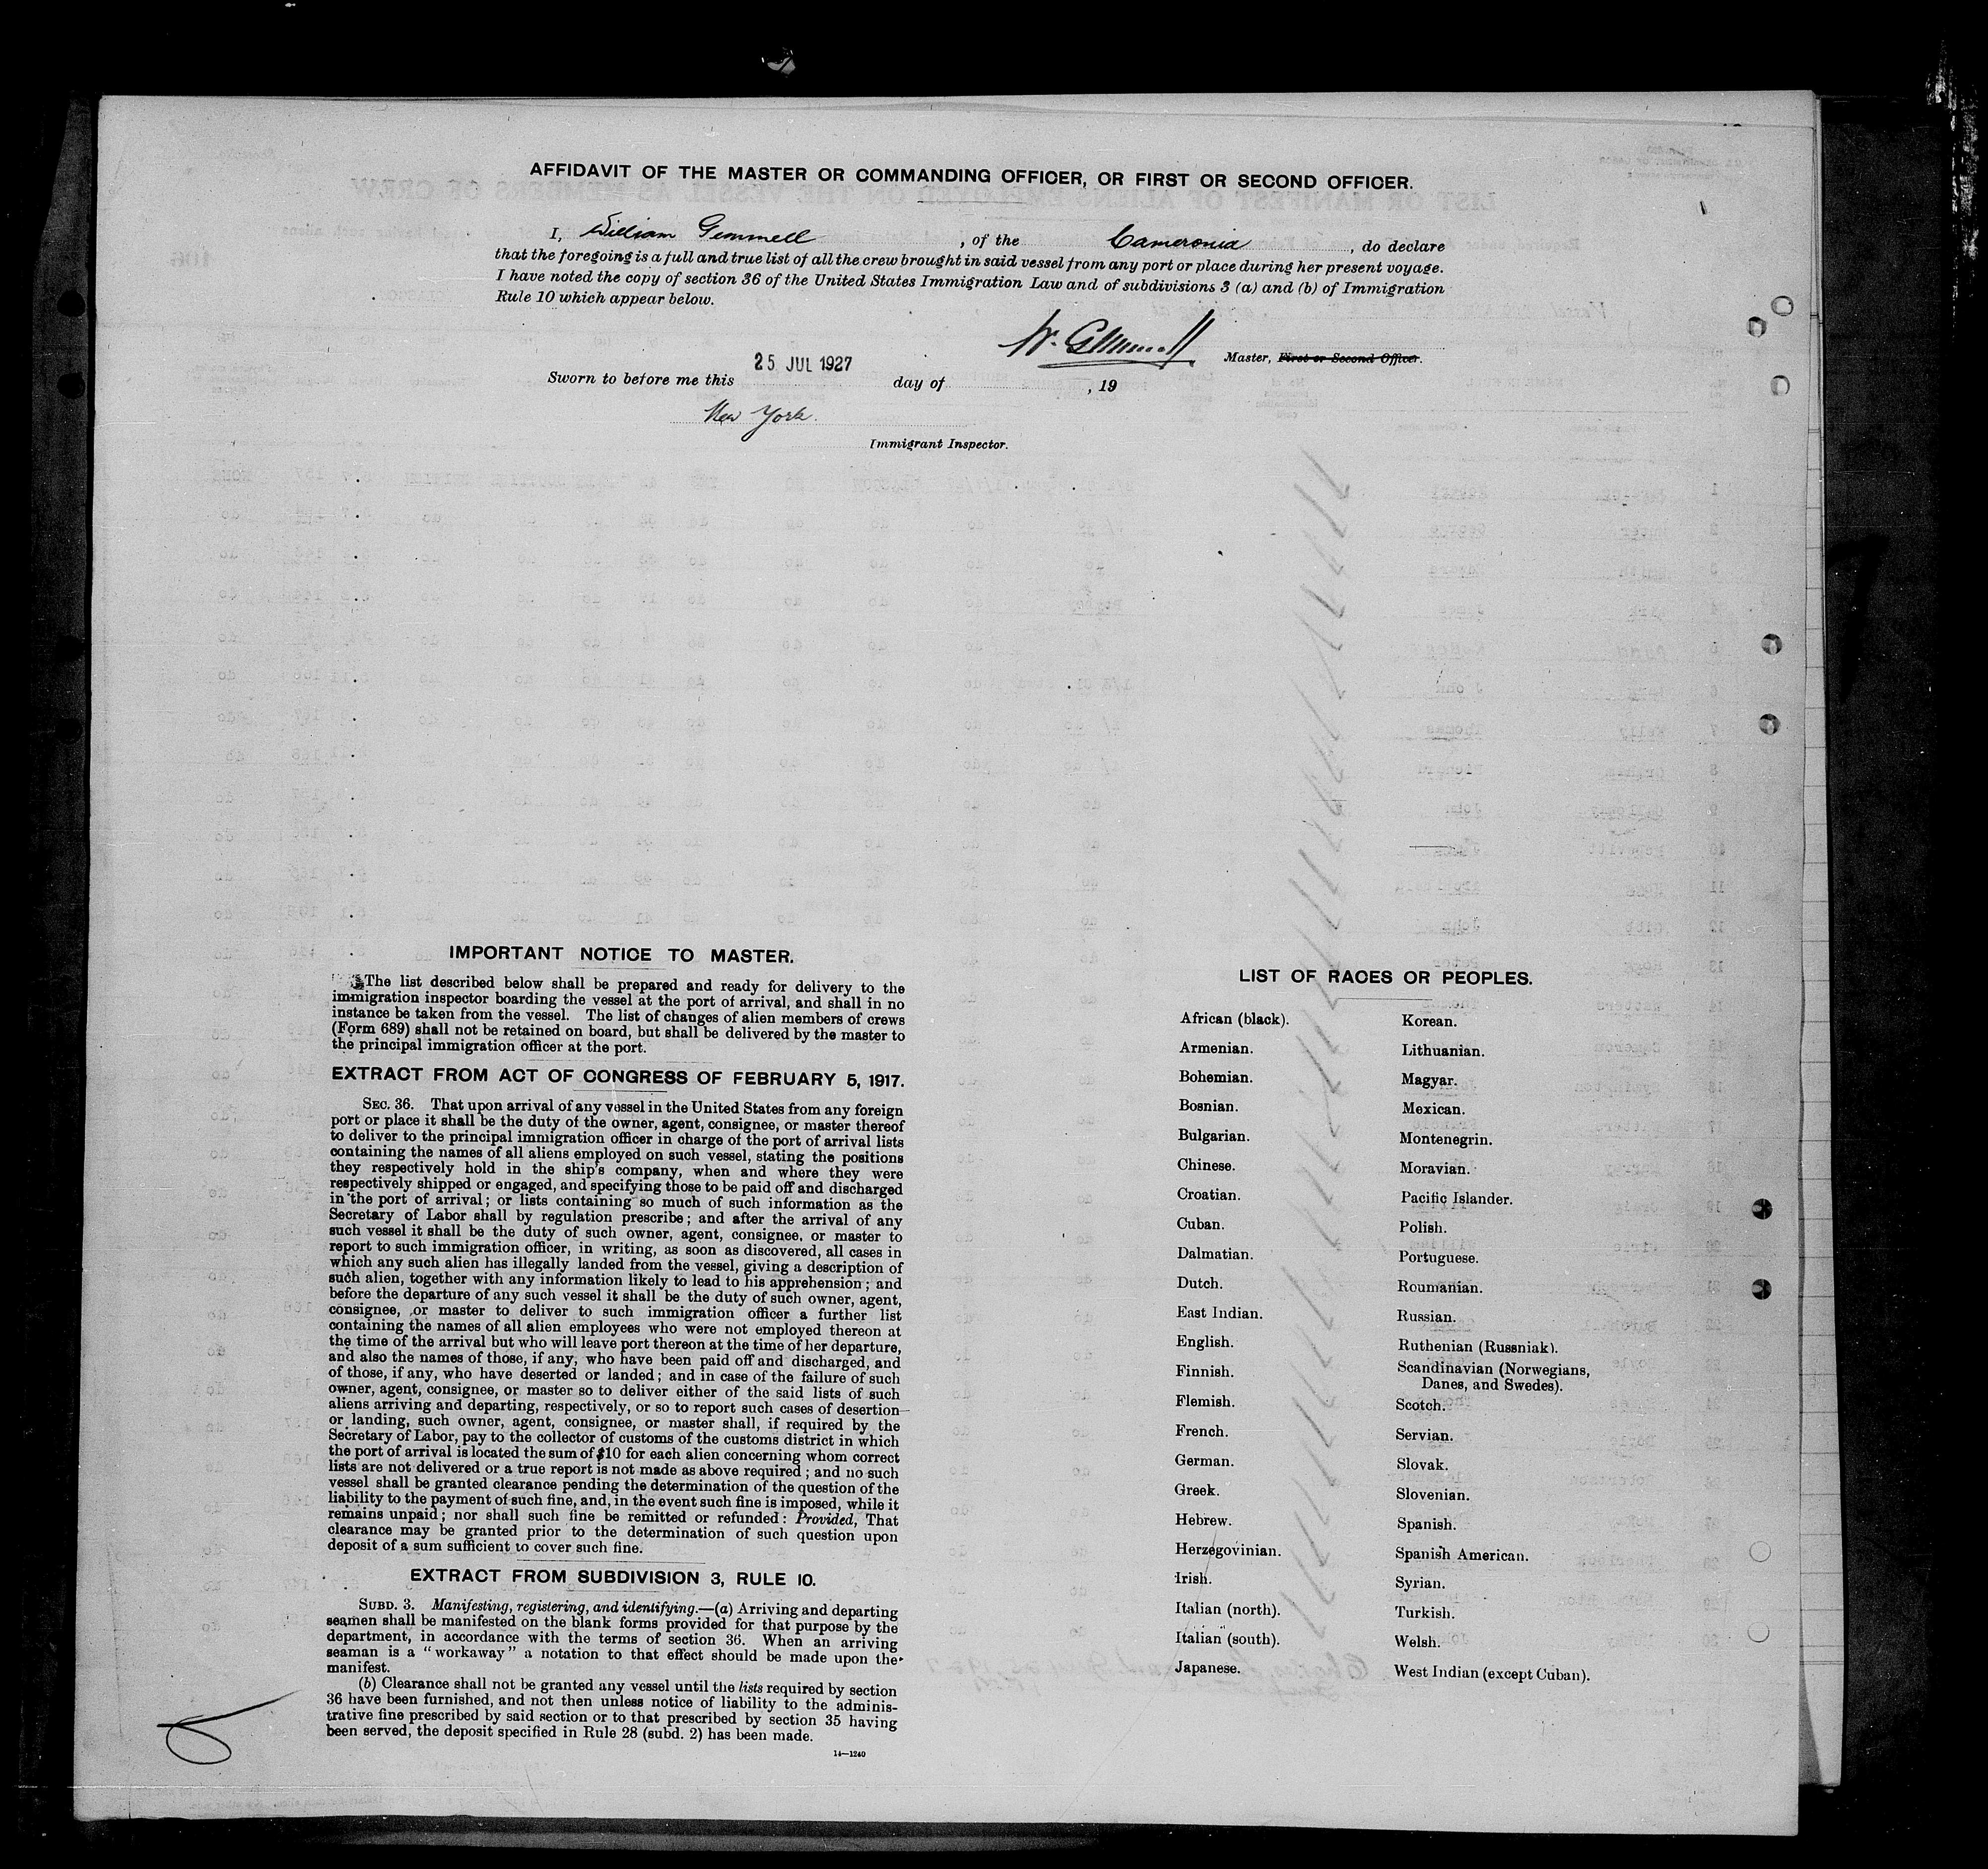 AFFIDAVIT OF THE MASTER OR COMMANDING OFFICER, OR FIRST OR SECOND OFFICER.
I, William Gemmell, of the Cameronia, do declare
that the foregoing is a full and true list of all the crew brought in said vessel from any port or place during her present voyage.
I have noted the copy of section 36 of the United States Immigration Law and of subdivisions 3 (a) and (b) of Immigration
Rule 10 which appear below.
W. Gemmell Master, First or Second Officer.
Sworn to before me this 25 JUL 1927 day of , 19
New York.
Immigrant Inspector.
IMPORTANT NOTICE TO MASTER.
The list described below shall be prepared and ready for delivery to the
immigration inspector boarding the vessel at the port of arrival, and shall in no
instance be taken from the vessel. The list of changes of alien members of crews
(Form 689) shall not be retained on board, but shall be delivered by the master to
the principal immigration officer at the port.
EXTRACT FROM ACT OF CONGRESS OF FEBRUARY 5, 1917.
SEC. 36. That upon arrival of any vessel in the United States from any foreign
port or place it shall be the duty of the owner, agent, consignee, or master thereof
to deliver to the principal immigration officer in charge of the port of arrival lists
containing the names of all aliens employed on such vessel, stating the positions
they respectively hold in the ship's company, when and where they were
respectively shipped or engaged, and specifying those to be paid off and discharged
in the port of arrival; or lists containing so much of such information as the
Secretary of Labor shall by regulation prescribe; and after the arrival of any
such vessel it shall be the duty of such owner, agent, consignee, or master to
report to such immigration officer, in writing, as soon as discovered, all cases in
which any such alien has illegally landed from the vessel, giving a description of
such alien, together with any information likely to lead to his apprehension; and
before the departure of any such vessel it shall be the duty of such owner, agent,
consignee, or master to deliver to such immigration officer a further list
containing the names of all alien employees who were not employed thereon at
the time of the arrival but who will leave port thereon at the time of her departure,
and also the names of those, if any, who have been paid off and discharged, and
of those, if any, who have deserted or landed; and in case of the failure of such
owner, agent, consignee, or master so to deliver either of the said lists of such
aliens arriving and departing, respectively, or so to report such cases of desertion
or landing, such owner, agent, consignee, or master shall, if required by the
Secretary of Labor, pay to the collector of customs of the customs district in which
the port of arrival is located the sum of $10 for each alien concerning whom correct
lists are not delivered or a true report is not made as above required; and no such
vessel shall be granted clearance pending the determination of the question of the
liability to the payment of such fine, and, in the event such fine is imposed, while it
remains unpaid; nor shall such fine be remitted or refunded: Provided, That
clearance may be granted prior to the determination of such question upon
deposit of a sum sufficient to cover such fine.
EXTRACT FROM SUBDIVISION 3, RULE 10.
SUBD. 3. Manifesting, registering, and identifying.—(a) Arriving and departing
seamen shall be manifested on the blank forms provided for that purpose by the
department, in accordance with the terms of section 36. When an arriving
seaman is a "workaway" a notation to that effect should be made upon the
manifest.
(b) Clearance shall not be granted any vessel until the lists required by section
36 have been furnished, and not then unless notice of liability to the adminis-
trative fine prescribed by said section or to that prescribed by section 35 having
been served, the deposit specified in Rule 28 (subd. 2) has been made.
14—1240
LIST OF RACES OR PEOPLES.
African (black).
Armenian.
Bohemian.
Bosnian.
Bulgarian.
Chinese.
Croatian.
Cuban.
Dalmatian.
Dutch.
East Indian.
English.
Finnish.
Flemish.
French.
German.
Greek.
Hebrew.
Herzegovinian.
Irish.
Italian (north).
Italian (south).
Japanese.
Korean.
Lithuanian.
Magyar.
Mexican.
Montenegrin.
Moravian.
Pacific Islander.
Polish.
Portuguese.
Roumanian.
Russian.
Ruthenian (Russniak).
Scandinavian (Norwegians,
Danes, and Swedes).
Scotch.
Servian.
Slovak.
Slovenian.
Spanish.
Spanish American.
Syrian.
Turkish.
Welsh.
West Indian (except Cuban).